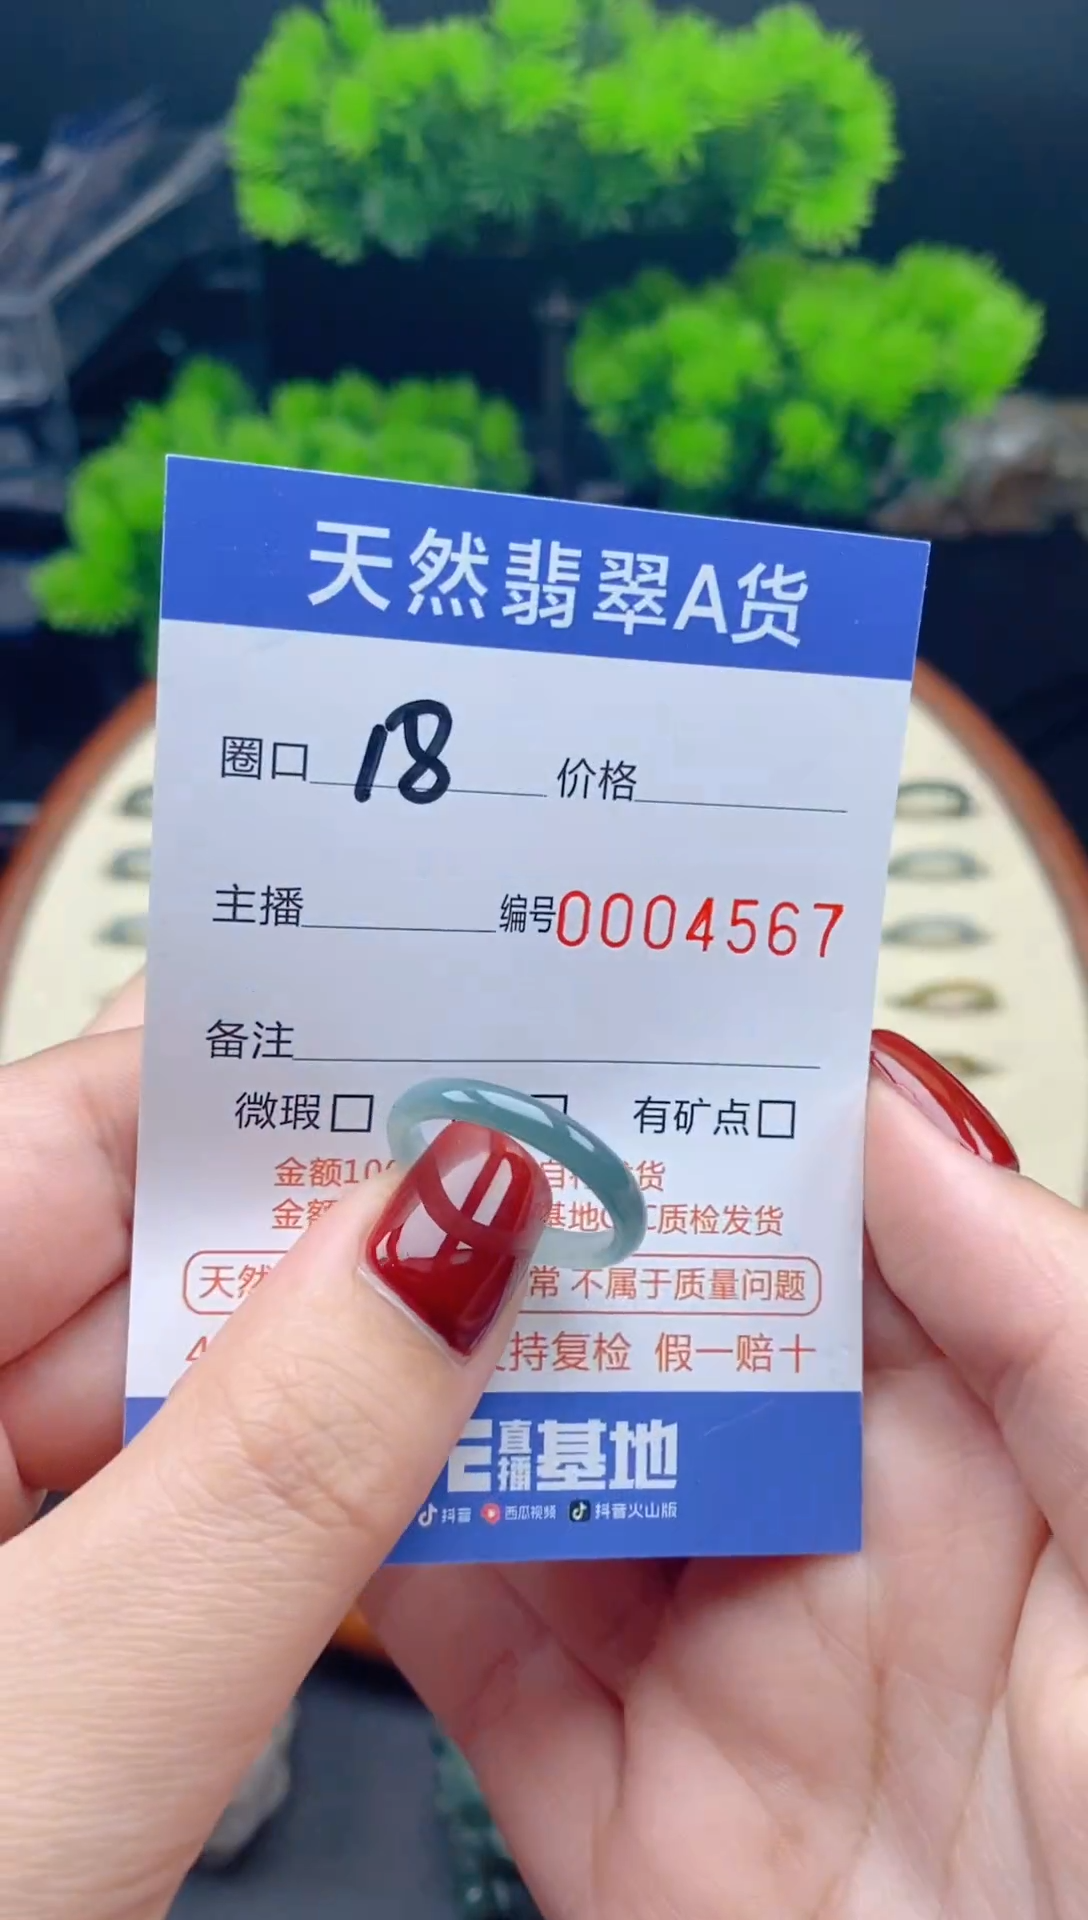 天然翡翠A货
圈口 18 价格
主播 编号0004567
备注
微瑕□ □ 有矿点□
金额10 自 货
金额 基地 C质检发货
天然 常 不属于质量问题
持复检 假一赔十
直播基地
抖音 西瓜视频 抖音火山版